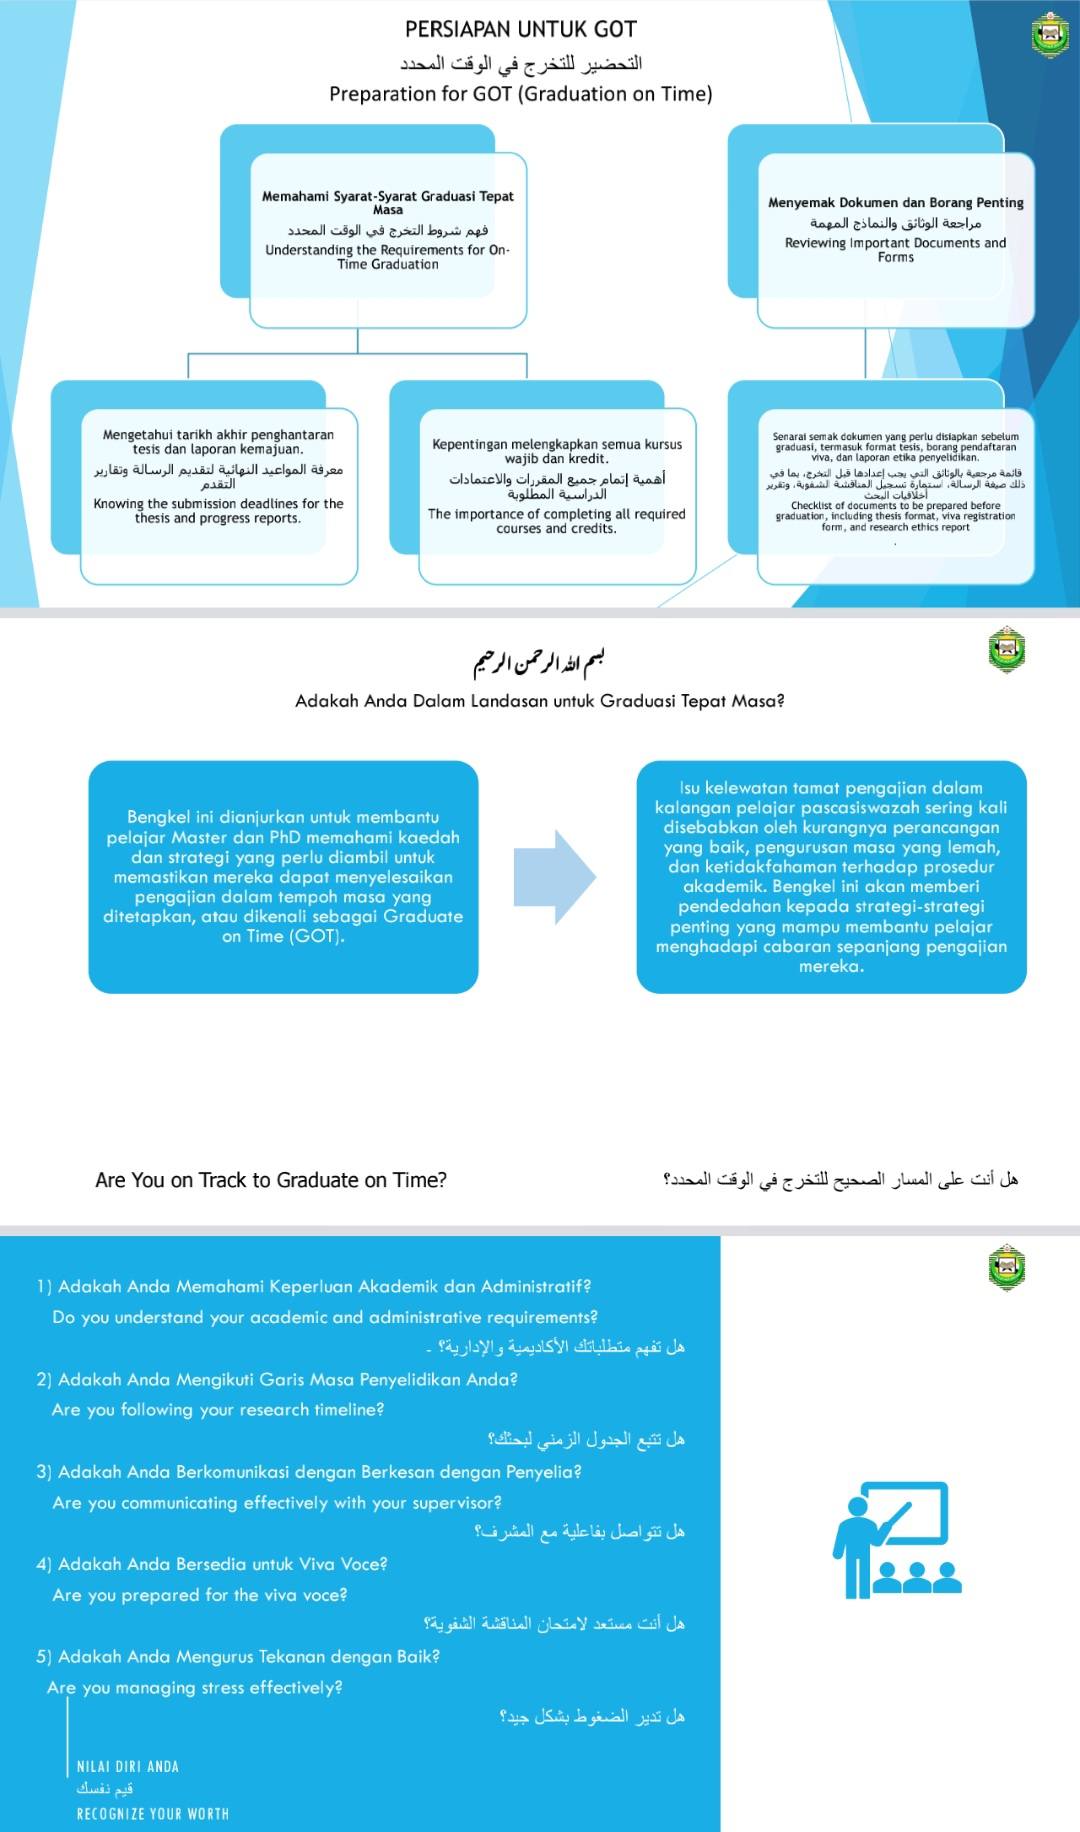 PERSIAPAN UNTUK GOT
التحضير للتخرج في الوقت المحدد
Preparation for GOT (Graduation on Time)
Memahami Syarat-Syarat Graduasi Tepat
Masa
فهم شروط التخرج في الوقت المحدد
Understanding the Requirements for On-
Time Graduation
Menyemak Dokumen dan Borang Penting
مراجعة الوثائق والنماذج المهمة
Reviewing Important Documents and
Forms
Mengetahui tarikh akhir penghantaran
tesis dan laporan kemajuan.
معرفة المواعيد النهائية لتقديم الرسالة وتقارير
التقدم
Knowing the submission deadlines for the
thesis and progress reports.
Kepentingan melengkapkan semua kursus
wajib dan kredit.
أهمية إتمام جميع المقررات والاعتمادات
الدراسية المطلوبة
The importance of completing all required
courses and credits.
Senarai semak dokumen yang perlu disiapkan sebelum
graduasi, termasuk format tesis, borang pendaftaran
viva, dan laporan etika penyelidikan.
قائمة مرجعية بالوثائق التي يجب إعدادها قبل التخرج، بما في
ذلك صيغة الرسالة، استمارة تسجيل المناقشة الشفوية، وتقرير
أخلاقيات البحث
Checklist of documents to be prepared before
graduation, including thesis format, viva registration
form, and research ethics report
.
بسم الله الرحمن الرحيم
Adakah Anda Dalam Landasan untuk Graduasi Tepat Masa?
Bengkel ini dianjurkan untuk membantu
pelajar Master dan PhD memahami kaedah
dan strategi yang perlu diambil untuk
memastikan mereka dapat menyelesaikan
pengajian dalam tempoh masa yang
ditetapkan, atau dikenali sebagai Graduate
on Time (GOT).
Isu kelewatan tamat pengajian dalam
kalangan pelajar pascasiswazah sering kali
disebabkan oleh kurangnya perancangan
yang baik, pengurusan masa yang lemah,
dan ketidakfahaman terhadap prosedur
akademik. Bengkel ini akan memberi
pendedahan kepada strategi-strategi
penting yang mampu membantu pelajar
menghadapi cabaran sepanjang pengajian
mereka.
Are You on Track to Graduate on Time?
هل أنت على المسار الصحيح للتخرج في الوقت المحدد؟
1) Adakah Anda Memahami Keperluan Akademik dan Administratif?
Do you understand your academic and administrative requirements?
هل تفهم متطلباتك الأكاديمية والإدارية؟ -
2) Adakah Anda Mengikuti Garis Masa Penyelidikan Anda?
Are you following your research timeline?
هل تتبع الجدول الزمني لبحثك؟
3) Adakah Anda Berkomunikasi dengan Berkesan dengan Penyelia?
Are you communicating effectively with your supervisor?
هل تتواصل بفاعلية مع المشرف؟
4) Adakah Anda Bersedia untuk Viva Voce?
Are you prepared for the viva voce?
هل أنت مستعد لامتحان المناقشة الشفوية؟
5) Adakah Anda Mengurus Tekanan dengan Baik?
Are you managing stress effectively?
هل تدير الضغوط بشكل جيد؟
NILAI DIRI ANDA
قيم نفسك
RECOGNIZE YOUR WORTH